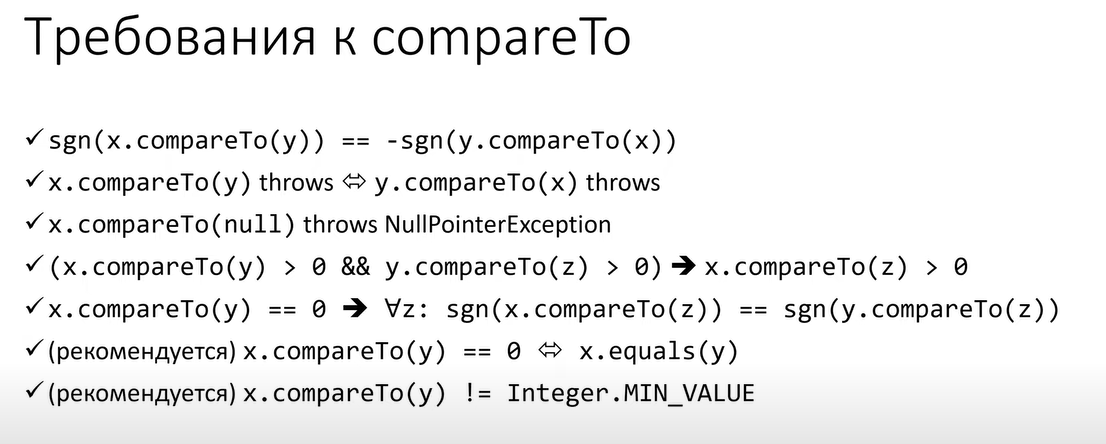 Требования к compareTo
✓ sgn(x.compareTo(y)) == -sgn(y.compareTo(x))
✓ x.compareTo(y) throws ⇔ y.compareTo(x) throws
✓ x.compareTo(null) throws NullPointerException
✓ (x.compareTo(y) > 0 && y.compareTo(z) > 0) ➔ x.compareTo(z) > 0
✓ x.compareTo(y) == 0 ➔ ∀z: sgn(x.compareTo(z)) == sgn(y.compareTo(z))
✓ (рекомендуется) x.compareTo(y) == 0 ⇔ x.equals(y)
✓ (рекомендуется) x.compareTo(y) != Integer.MIN_VALUE